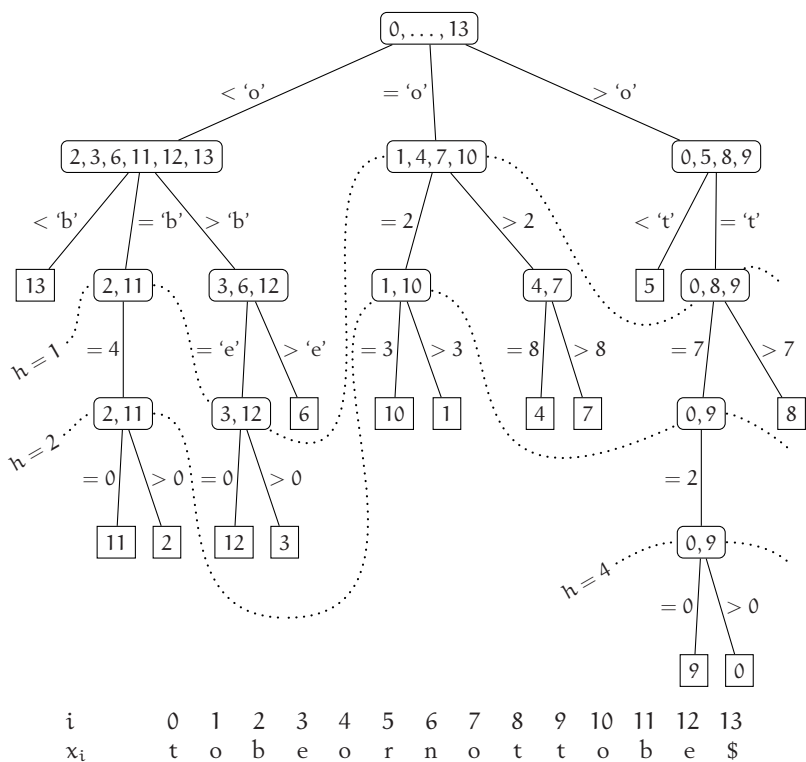 0, . . . , 13
< ‘o’ = ‘o’ > ‘o’
2, 3, 6, 11, 12, 13 1, 4, 7, 10 0, 5, 8, 9
< ‘b’ = ‘b’ > ‘b’ = 2 > 2 < ‘t’ = ‘t’
13 2, 11 3, 6, 12 1, 10 4, 7 5 0, 8, 9
h = 1 = 4 = ‘e’ > ‘e’ = 3 > 3 = 8 > 8 = 7 > 7
h = 2 2, 11 3, 12 6 10 1 4 7 0, 9 8
= 0 > 0 = 0 > 0 = 2
11 2 12 3 0, 9
h = 4 = 0 > 0
9 0
i 0 1 2 3 4 5 6 7 8 9 10 11 12 13
xi t o b e o r n o t t o b e $